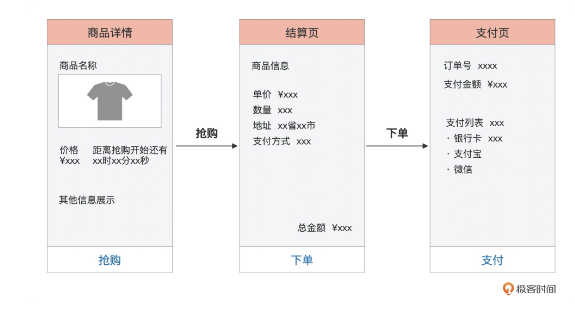 商品详情
商品名称
价格 距离抢购开始还有
¥xxx xx时xx分xx秒
其他信息展示
抢购
抢购
结算页
商品信息
单价 ¥xxx
数量 xxx
地址 xx省xx市
支付方式 xxx
总金额 ¥xxx
下单
下单
支付页
订单号 xxxx
支付金额 ¥xxx
支付列表 xxx
· 银行卡 xxx
· 支付宝
· 微信
支付
极客时间